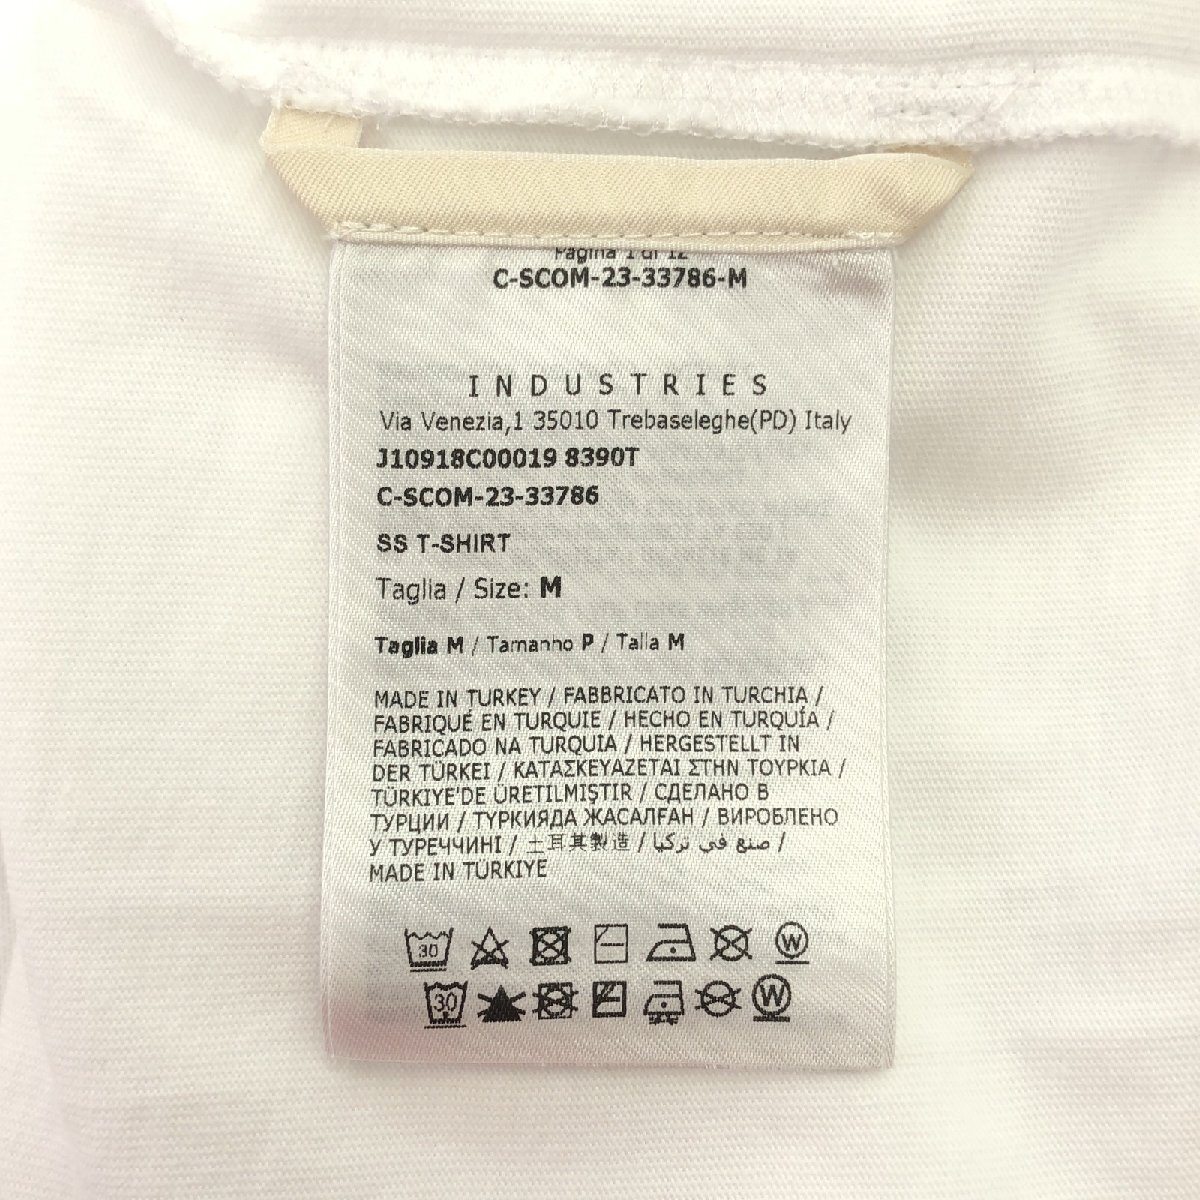 Pagina 1 di 12
C-SCOM-23-33786-M
INDUSTRIES
Via Venezia,1 35010 Trebaseleghe(PD) Italy
J10918C00019 8390T
C-SCOM-23-33786
SS T-SHIRT
Taglia / Size: M
Taglia M / Tamanho P / Talla M
MADE IN TURKEY / FABBRICATO IN TURCHIA /
FABRIQUÉ EN TURQUIE / HECHO EN TURQUÍA /
FABRICADO NA TURQUIA / HERGESTELLT IN
DER TÜRKEI / ΚΑΤΑΣΚΕΥΑΖΕΤΑΙ ΣΤΗΝ ΤΟΥΡΚΙΑ /
TÜRKİYE'DE ÜRETILMIŞTIR / СДЕЛАНО В
ТУРЦИИ / ТҮРКИЯДА ЖАСАЛҒАН / ВИРОБЛЕНО
У ТУРЕЧЧИНІ / 土耳其製造 / صنع في تركيا /
MADE IN TÜRKIYE
30 W
30 W